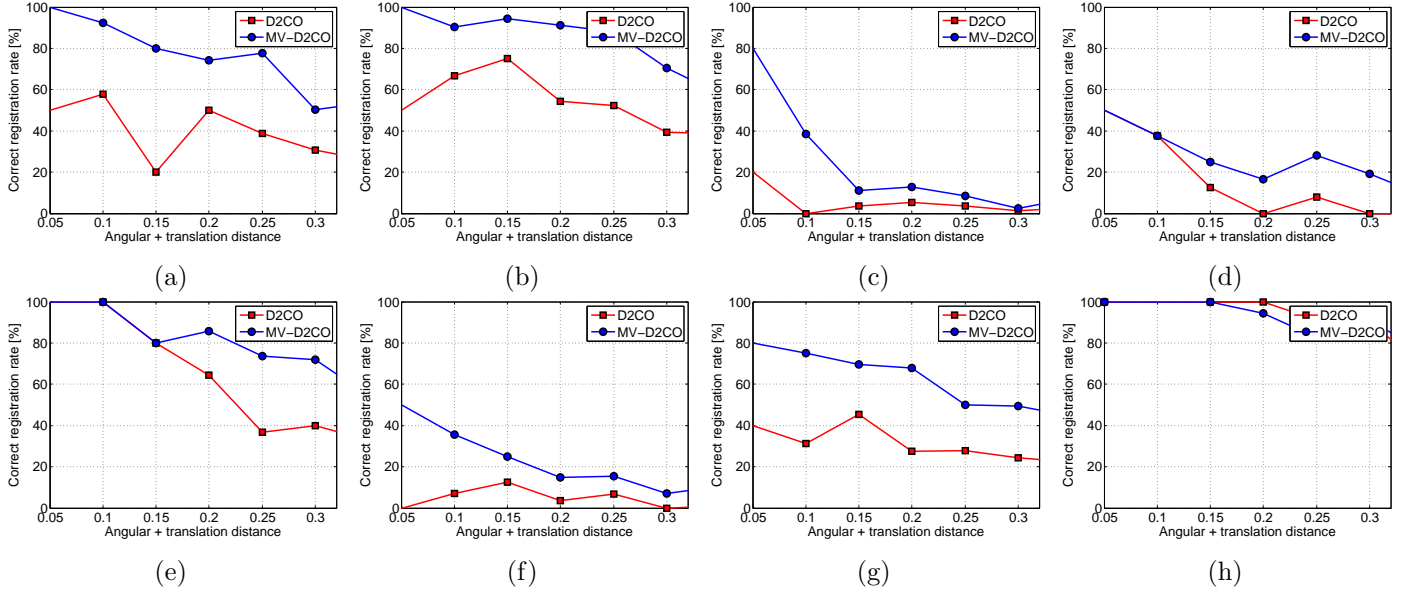 100
80
60
40
20
0
Correct registration rate [%]
D2CO
MV−D2CO
0.05 0.1 0.15 0.2 0.25 0.3
Angular + translation distance
(a)
100
80
60
40
20
0
Correct registration rate [%]
D2CO
MV−D2CO
0.05 0.1 0.15 0.2 0.25 0.3
Angular + translation distance
(b)
100
80
60
40
20
0
Correct registration rate [%]
D2CO
MV−D2CO
0.05 0.1 0.15 0.2 0.25 0.3
Angular + translation distance
(c)
100
80
60
40
20
0
Correct registration rate [%]
D2CO
MV−D2CO
0.05 0.1 0.15 0.2 0.25 0.3
Angular + translation distance
(d)
100
80
60
40
20
0
Correct registration rate [%]
D2CO
MV−D2CO
0.05 0.1 0.15 0.2 0.25 0.3
Angular + translation distance
(e)
100
80
60
40
20
0
Correct registration rate [%]
D2CO
MV−D2CO
0.05 0.1 0.15 0.2 0.25 0.3
Angular + translation distance
(f)
100
80
60
40
20
0
Correct registration rate [%]
D2CO
MV−D2CO
0.05 0.1 0.15 0.2 0.25 0.3
Angular + translation distance
(g)
100
80
60
40
20
0
Correct registration rate [%]
D2CO
MV−D2CO
0.05 0.1 0.15 0.2 0.25 0.3
Angular + translation distance
(h)